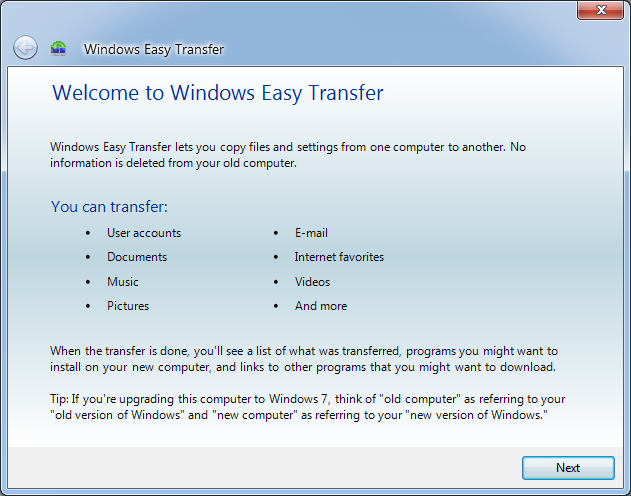 Windows Easy Transfer
Welcome to Windows Easy Transfer
Windows Easy Transfer lets you copy files and settings from one computer to another. No
information is deleted from your old computer.
You can transfer:
• User accounts
• Documents
• Music
• Pictures
• E-mail
• Internet favorites
• Videos
• And more
When the transfer is done, you'll see a list of what was transferred, programs you might want to
install on your new computer, and links to other programs that you might want to download.
Tip: If you're upgrading this computer to Windows 7, think of "old computer" as referring to your
"old version of Windows" and "new computer" as referring to your "new version of Windows."
Next